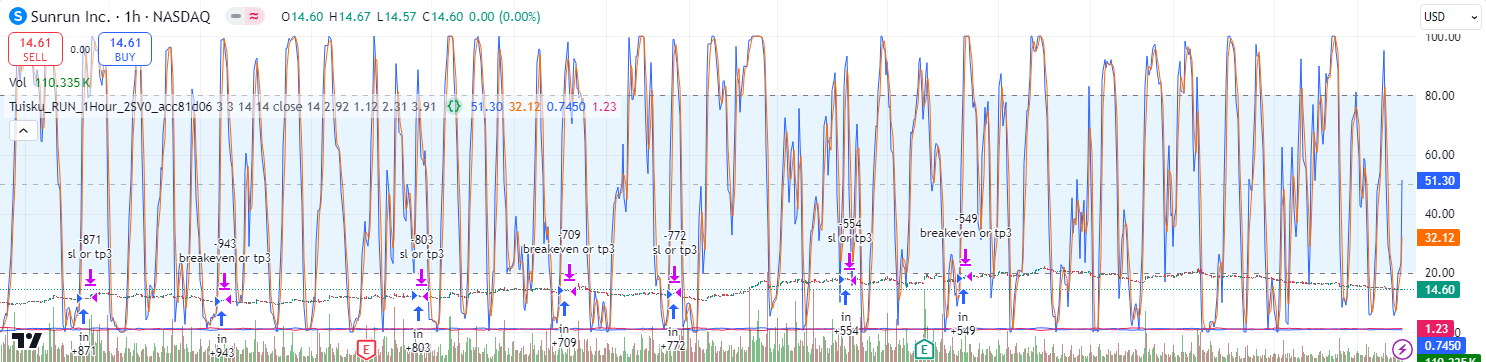 S Sunrun Inc. · 1h · NASDAQ
O14.60 H14.67 L14.57 C14.60 0.00 (0.00%)
USD
14.61
SELL
0.00
14.61
BUY
Vol 110.335K
Tuisku_RUN_1Hour_2SV0_acc81d06 3 3 14 14 close 14 2.92 1.12 2.31 3.91 {} 51.30 32.12 0.7450 1.23
100.00
80.00
60.00
51.30
40.00
32.12
20.00
14.60
1.23
0.7450
110.335K
-871
sl or tp3
-943
breakeven or tp3
-803
sl or tp3
-709
breakeven or tp3
-772
sl or tp3
-554
sl or tp3
-549
breakeven or tp3
in
+871
in
+943
in
+803
in
+709
in
+772
in
+554
in
+549
E
E